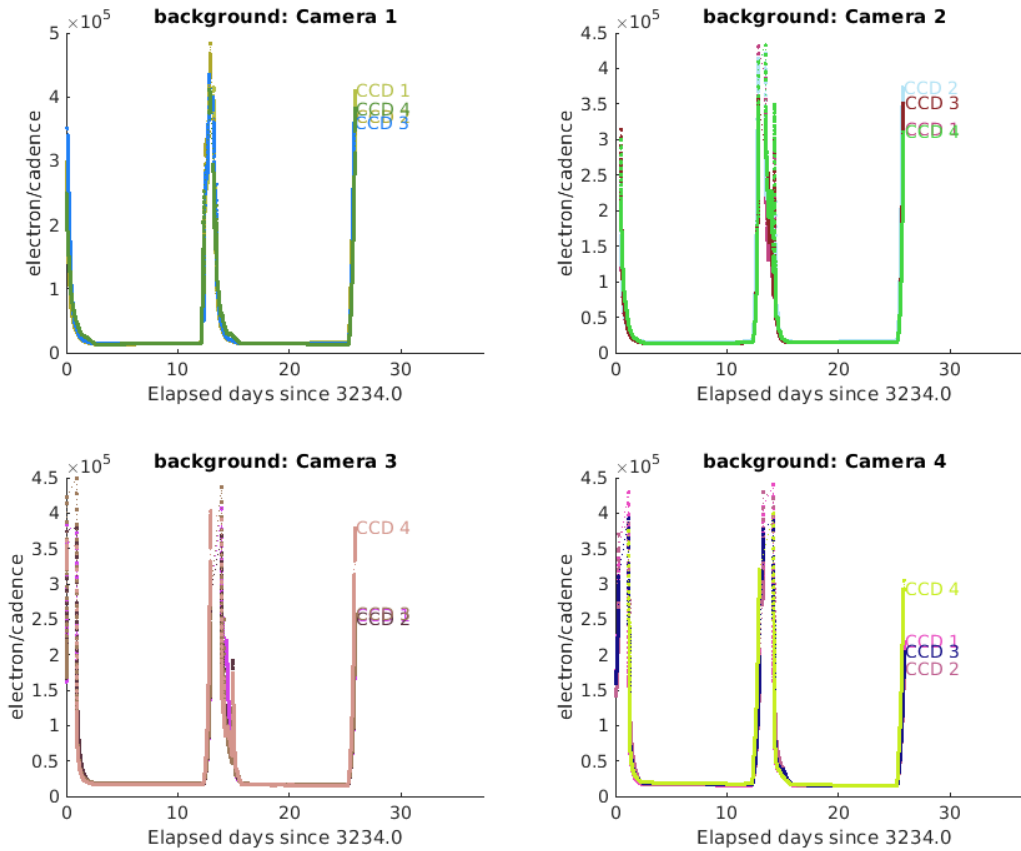 background: Camera 1
×10^5
5
4
3
2
1
0
electron/cadence
0 10 20 30
Elapsed days since 3234.0
CCD 1
CCD 4
CCD 2
CCD 3
background: Camera 2
×10^5
4.5
4
3.5
3
2.5
2
1.5
1
0.5
0
electron/cadence
0 10 20 30
Elapsed days since 3234.0
CCD 2
CCD 3
CCD 1
CCD 4
background: Camera 3
×10^5
4.5
4
3.5
3
2.5
2
1.5
1
0.5
0
electron/cadence
0 10 20 30
Elapsed days since 3234.0
CCD 4
CCD 2
background: Camera 4
×10^5
4.5
4
3.5
3
2.5
2
1.5
1
0.5
0
electron/cadence
0 10 20 30
Elapsed days since 3234.0
CCD 4
CCD 1
CCD 3
CCD 2